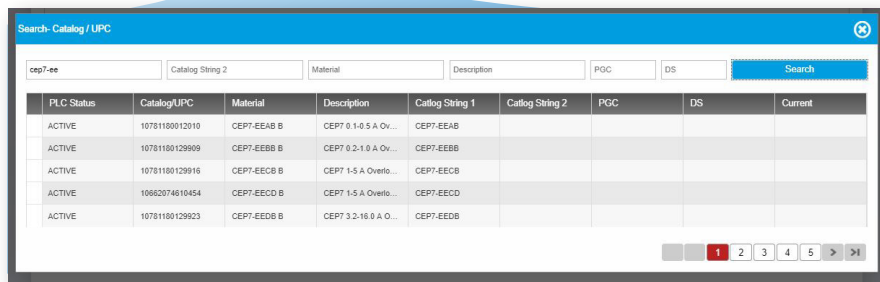 Search- Catalog / UPC
cep7-ee Catalog String 2 Material Description PGC DS Search
PLC Status Catalog/UPC Material Description Catlog String 1 Catlog String 2 PGC DS Current
ACTIVE 10781180012010 CEP7-EEAB B CEP7 0.1-0.5 A Ov... CEP7-EEAB
ACTIVE 10781180129909 CEP7-EEBB B CEP7 0.2-1.0 A Ov... CEP7-EEBB
ACTIVE 10781180129916 CEP7-EECB B CEP7 1-5 A Overlo... CEP7-EECB
ACTIVE 10662074610454 CEP7-EECD B CEP7 1-5 A Overlo... CEP7-EECD
ACTIVE 10781180129923 CEP7-EEDB B CEP7 3.2-16.0 A O... CEP7-EEDB
1 2 3 4 5